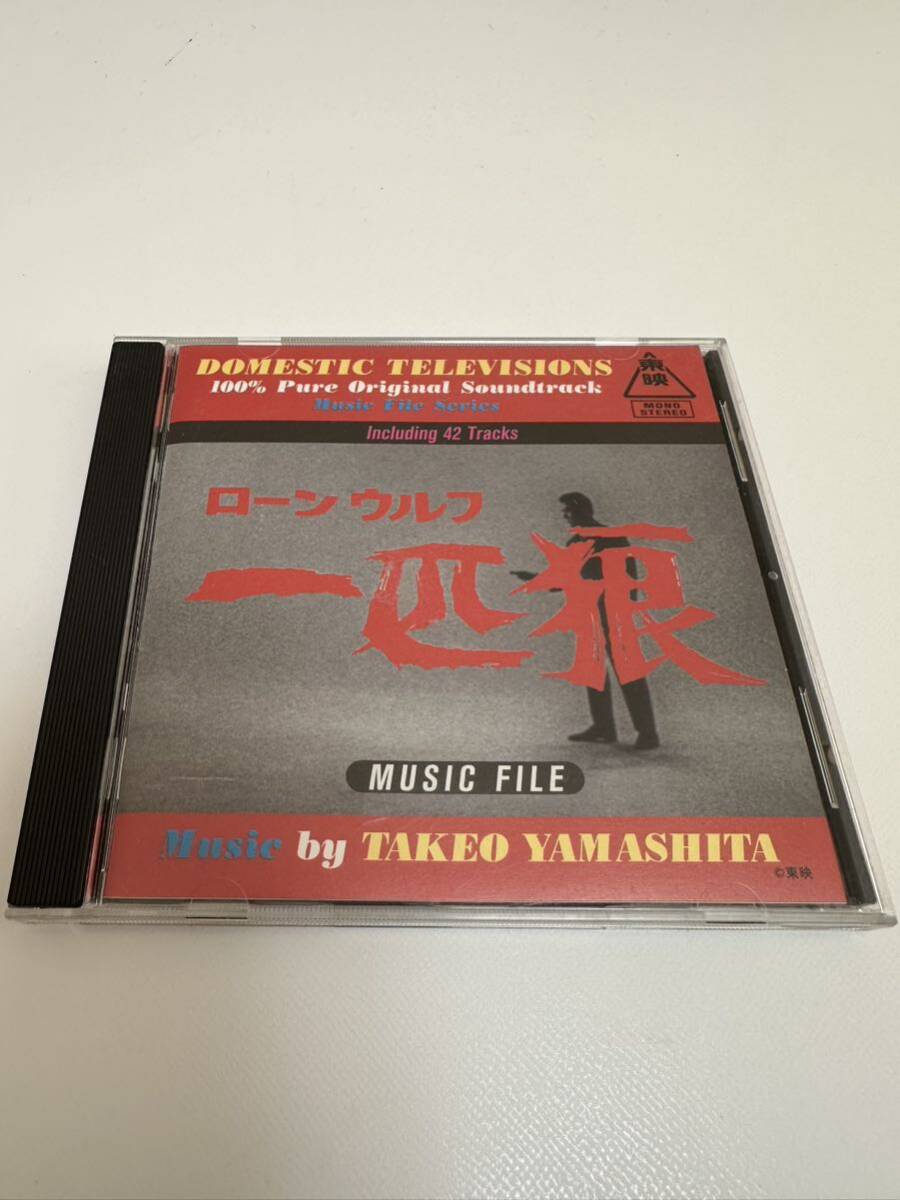 DOMESTIC TELEVISIONS
100% Pure Original Soundtrack
Music File Series
東映
MONO
STEREO
Including 42 Tracks
ローン ウルフ
一匹狼
MUSIC FILE
Music by TAKEO YAMASHITA
©東映